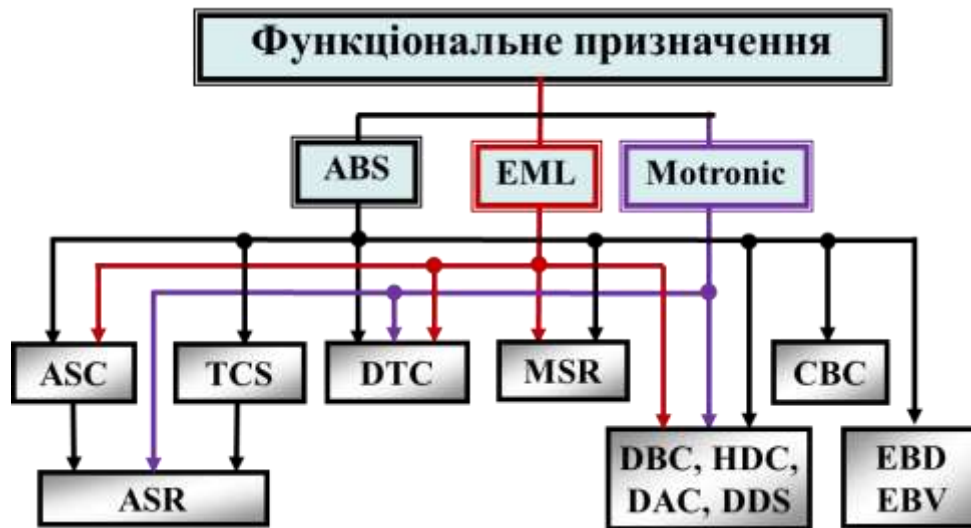 Функціональне призначення
ABS
EML
Motronic
ASC
TCS
DTC
MSR
CBC
ASR
DBC, HDC,
DAC, DDS
EBD
EBV